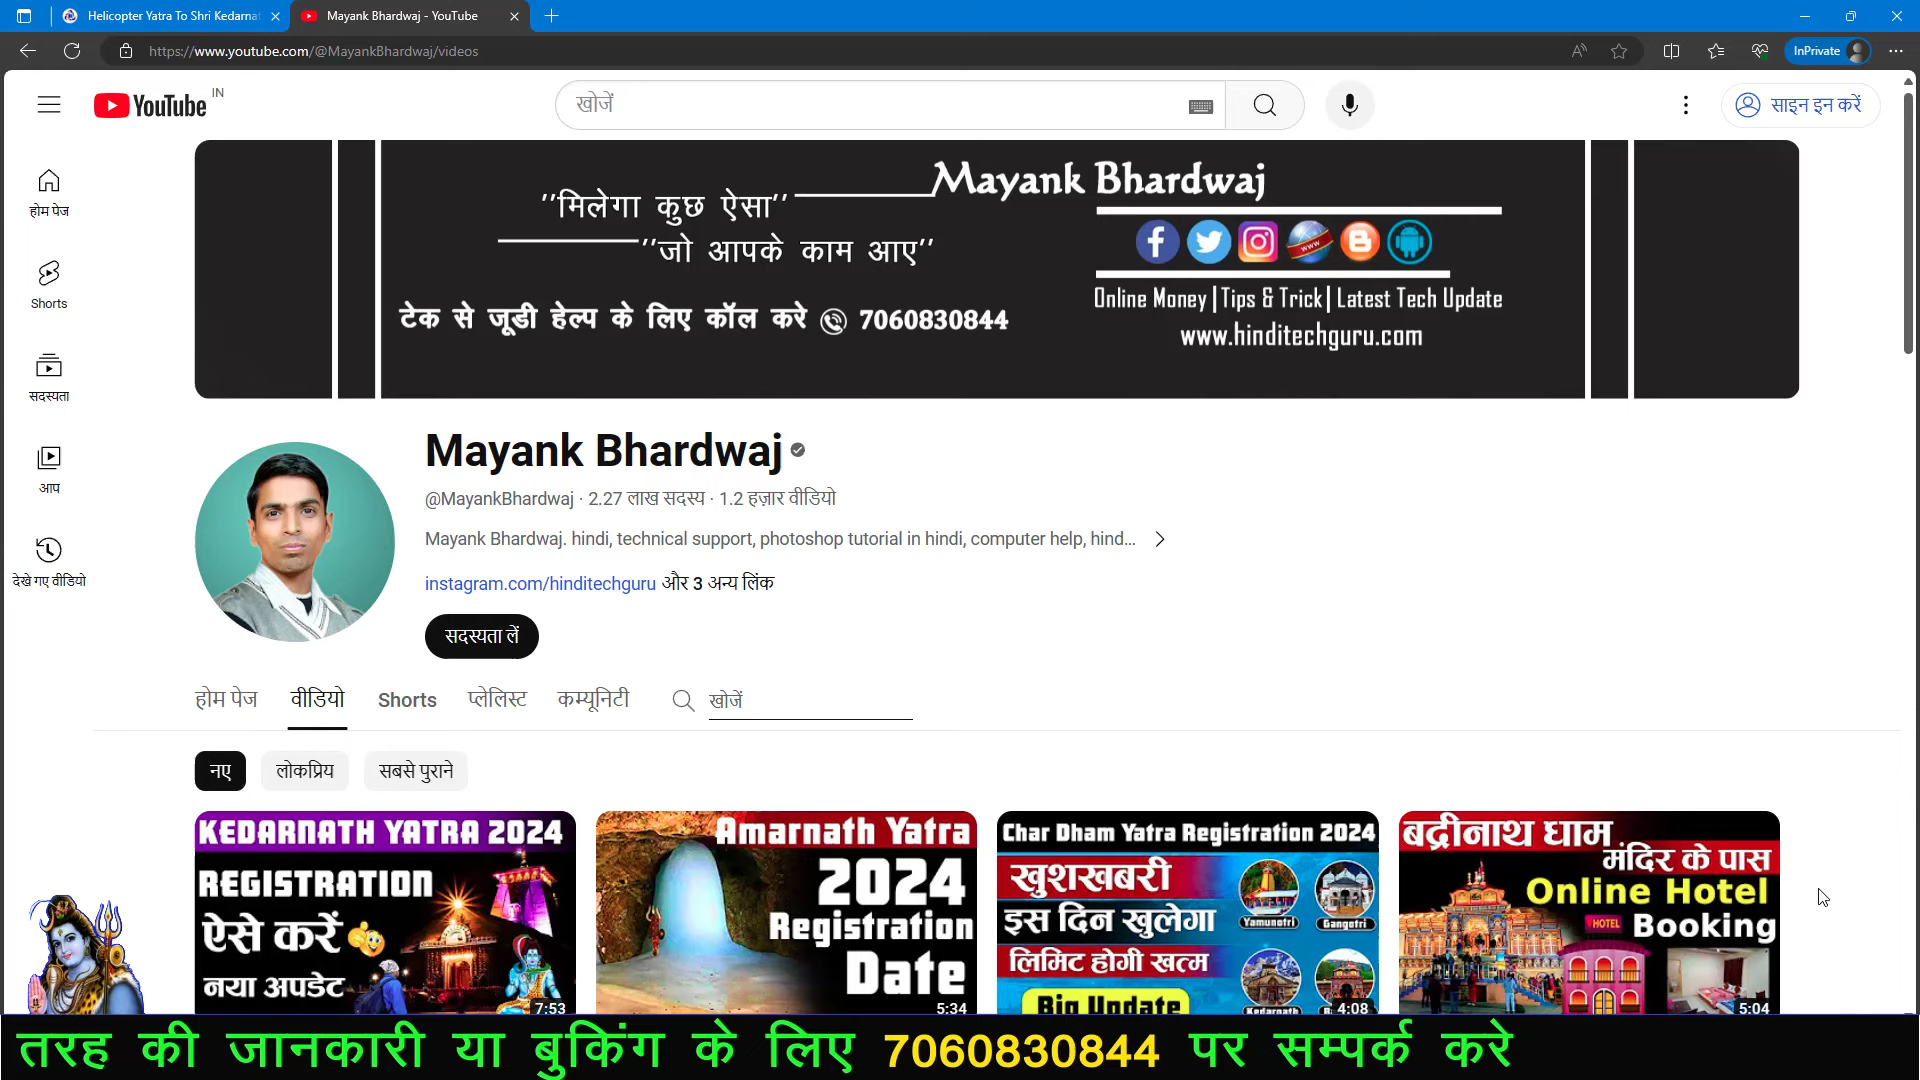 Helicopter Yatra To Shri Kedarna
Mayank Bhardwaj - YouTube
https://www.youtube.com/@MayankBhardwaj/videos
InPrivate
YouTube
IN
खोजें
साइन इन करें
होम पेज
Shorts
सदस्यता
आप
देखे गए वीडियो
Mayank Bhardwaj
''मिलेगा कुछ ऐसा''
''जो आपके काम आए''
टेक से जूडी हेल्प के लिए कॉल करे 7060830844
Online Money | Tips & Trick | Latest Tech Update
www.hinditechguru.com
Mayank Bhardwaj
@MayankBhardwaj · 2.27 लाख सदस्य · 1.2 हज़ार वीडियो
Mayank Bhardwaj. hindi, technical support, photoshop tutorial in hindi, computer help, hind...
instagram.com/hinditechguru और 3 अन्य लिंक
सदस्यता लें
होम पेज वीडियो Shorts प्लेलिस्ट कम्यूनिटी खोजें
नए लोकप्रिय सबसे पुराने
KEDARNATH YATRA 2024
REGISTRATION
ऐसे करें
नया अपडेट
7:53
Amarnath Yatra
2024
Registration
Date
5:34
Char Dham Yatra Registration 2024
खुशखबरी
इस दिन खुलेगा
लिमिट होगी खत्म
Big Update
Yamunotri
Gangotri
Kedarnath
4:08
बद्रीनाथ धाम
मंदिर के पास
Online Hotel
HOTEL
Booking
5:04
तरह की जानकारी या बुकिंग के लिए 7060830844 पर सम्पर्क करे